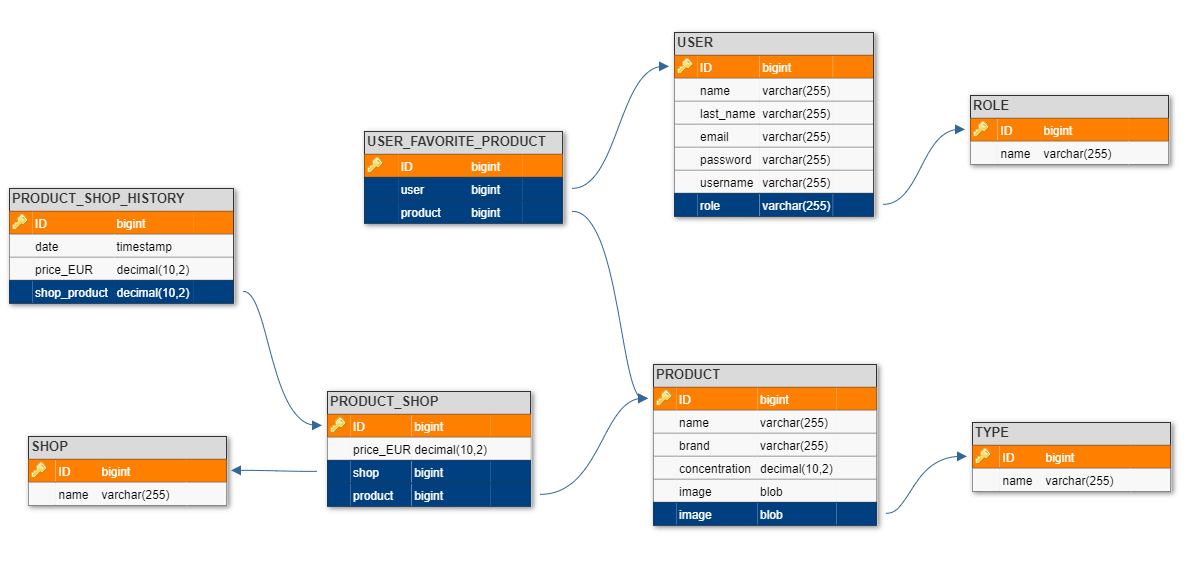 USER
ID bigint
name varchar(255)
last_name varchar(255)
email varchar(255)
password varchar(255)
username varchar(255)
role varchar(255)
ROLE
ID bigint
name varchar(255)
USER_FAVORITE_PRODUCT
ID bigint
user bigint
product bigint
PRODUCT_SHOP_HISTORY
ID bigint
date timestamp
price_EUR decimal(10,2)
shop_product decimal(10,2)
PRODUCT_SHOP
ID bigint
price_EUR decimal(10,2)
shop bigint
product bigint
SHOP
ID bigint
name varchar(255)
PRODUCT
ID bigint
name varchar(255)
brand varchar(255)
concentration decimal(10,2)
image blob
image blob
TYPE
ID bigint
name varchar(255)